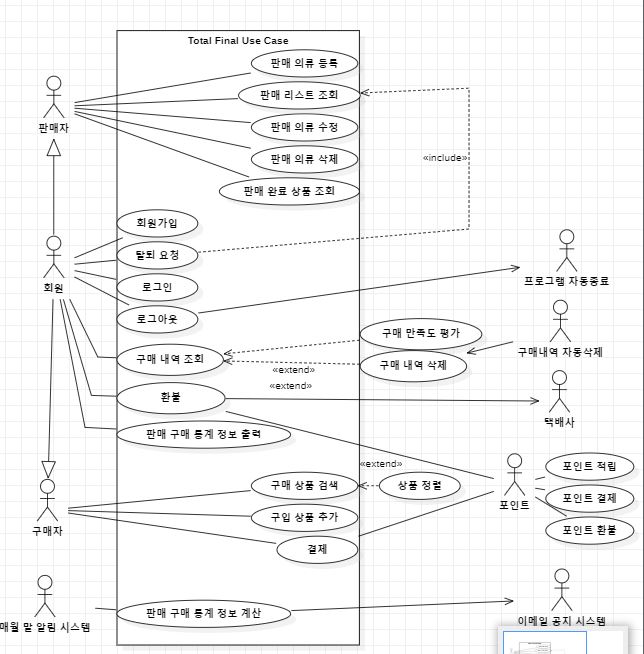 Total Final Use Case
판매 의류 등록
판매 리스트 조회
판매 의류 수정
판매 의류 삭제
판매 완료 상품 조회
판매자
«include»
회원가입
탈퇴 요청
로그인
로그아웃
회원
프로그램 자동종료
구매 만족도 평가
구매 내역 조회
구매 내역 삭제
구매내역 자동삭제
«extend»
«extend»
환불
택배사
판매 구매 통계 정보 출력
«extend»
구매 상품 검색
상품 정렬
포인트 적립
포인트 결제
포인트 환불
포인트
구입 상품 추가
구매자
결제
판매 구매 통계 정보 계산
매월 말 알림 시스템
이메일 공지 시스템